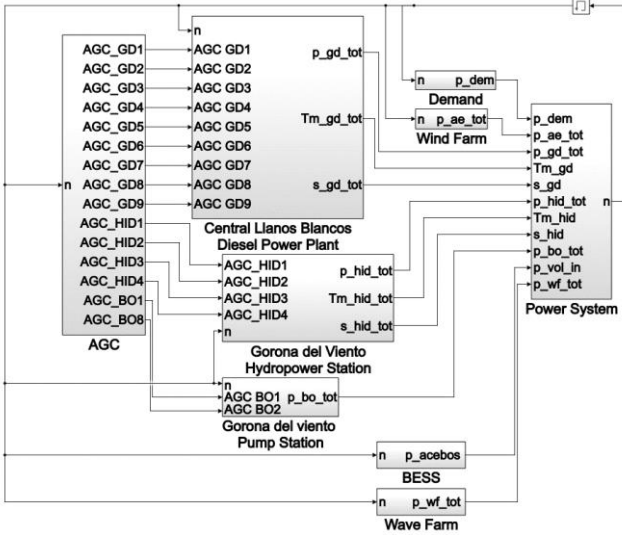 n
AGC_GD1
AGC_GD2
AGC_GD3
AGC_GD4
AGC_GD5
AGC_GD6
AGC_GD7
AGC_GD8
AGC_GD9
AGC_HID1
AGC_HID2
AGC_HID3
AGC_HID4
AGC_BO1
AGC_BO8
AGC
n
AGC GD1
AGC GD2
AGC GD3
AGC GD4
AGC GD5
AGC GD6
AGC GD7
AGC GD8
AGC GD9
p_gd_tot
Tm_gd_tot
s_gd_tot
Central Llanos Blancos
Diesel Power Plant
AGC_HID1
AGC_HID2
AGC_HID3
AGC_HID4
n
p_hid_tot
Tm_hid_tot
s_hid_tot
Gorona del Viento
Hydropower Station
n
AGC BO1
AGC BO2
p_bo_tot
Gorona del viento
Pump Station
n p_dem
Demand
n p_ae_tot
Wind Farm
p_dem
p_ae_tot
p_gd_tot
Tm_gd
s_gd
p_hid_tot
Tm_hid
s_hid
p_bo_tot
p_vol_in
p_wf_tot
n
Power System
n p_acebos
BESS
n p_wf_tot
Wave Farm